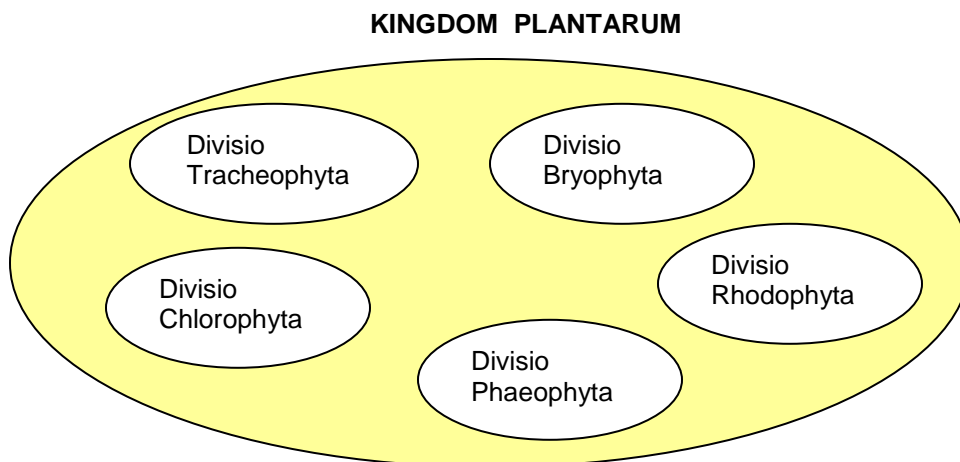 KINGDOM PLANTARUM
Divisio
Tracheophyta
Divisio
Bryophyta
Divisio
Rhodophyta
Divisio
Chlorophyta
Divisio
Phaeophyta